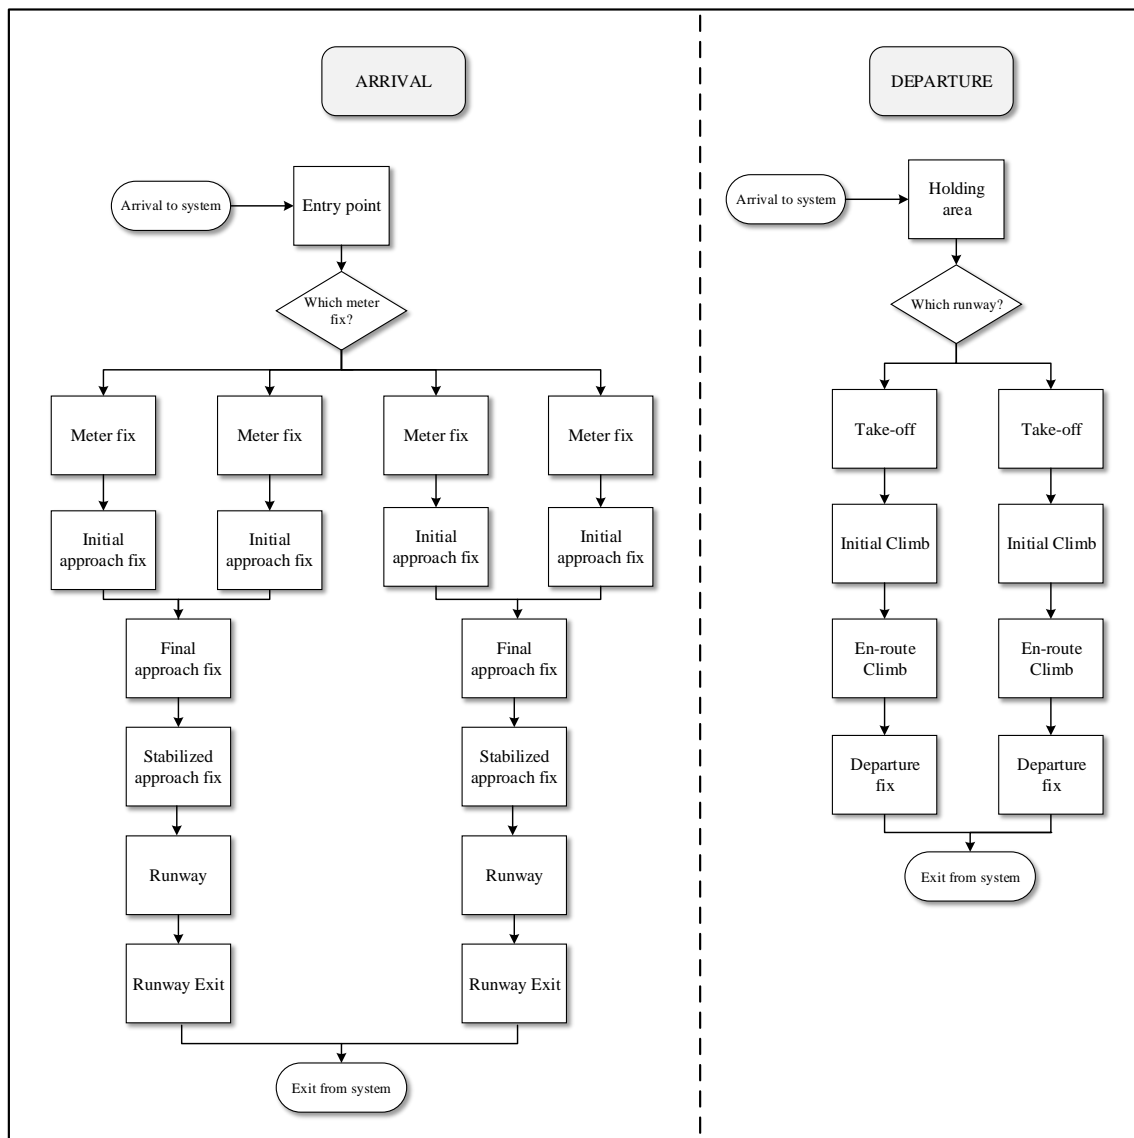 ARRIVAL
Arrival to system
Entry point
Which meter
fix?
Meter fix
Meter fix
Meter fix
Meter fix
Initial
approach fix
Initial
approach fix
Initial
approach fix
Initial
approach fix
Final
approach fix
Final
approach fix
Stabilized
approach fix
Stabilized
approach fix
Runway
Runway
Runway Exit
Runway Exit
Exit from system
DEPARTURE
Arrival to system
Holding
area
Which runway?
Take-off
Take-off
Initial Climb
Initial Climb
En-route
Climb
En-route
Climb
Departure
fix
Departure
fix
Exit from system